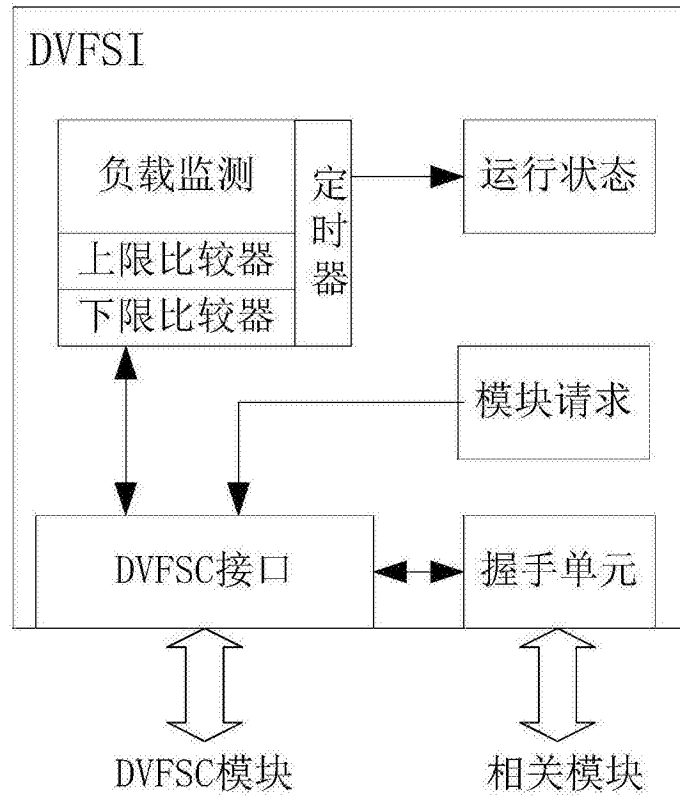 DVFSI
负载监测
定时器
运行状态
上限比较器
下限比较器
模块请求
DVFSC接口
握手单元
DVFSC模块
相关模块